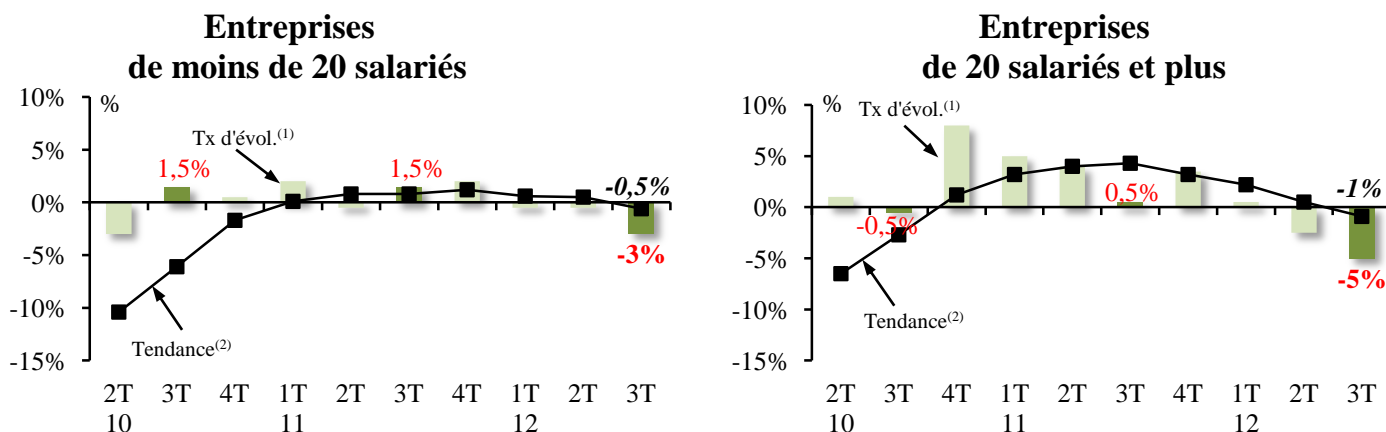 Entreprises
de moins de 20 salariés
10%
%
Tx d'évol.(1)
5%
1,5%
1,5%
-0,5%
0%
-5%
-3%
-10%
Tendance(2)
-15%
2T 3T 4T 1T 2T 3T 4T 1T 2T 3T
10 11 12
Entreprises
de 20 salariés et plus
10%
%
Tx d'évol.(1)
5%
0,5%
-1%
0%
-0,5%
-5%
-5%
-10%
Tendance(2)
-15%
2T 3T 4T 1T 2T 3T 4T 1T 2T 3T
10 11 12